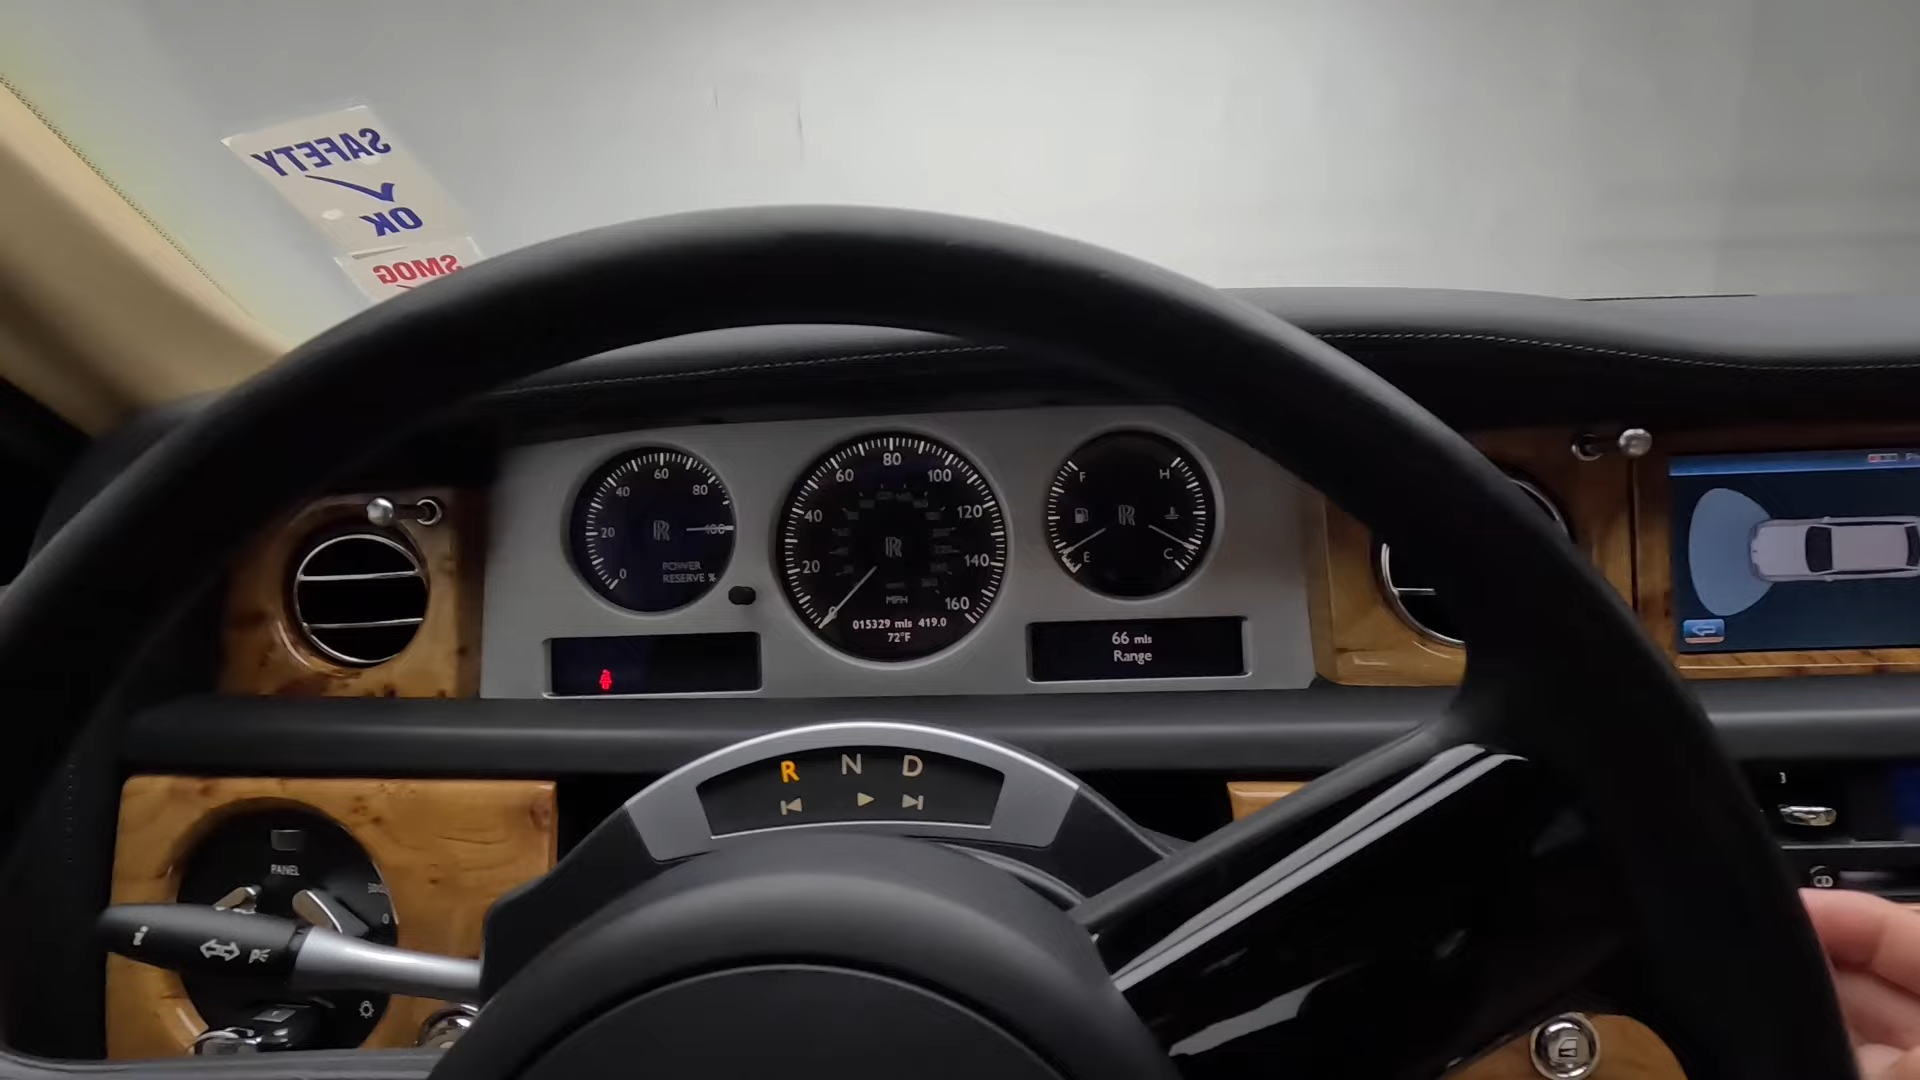 SAFETY
OK
SMOG
0 20 40 60 80 100
POWER
RESERVE %
0 20 40 60 80 100 120 140 160
MPH
015329 mls 419.0
72°F
F H
E C
66 mls
Range
R N D
PANEL